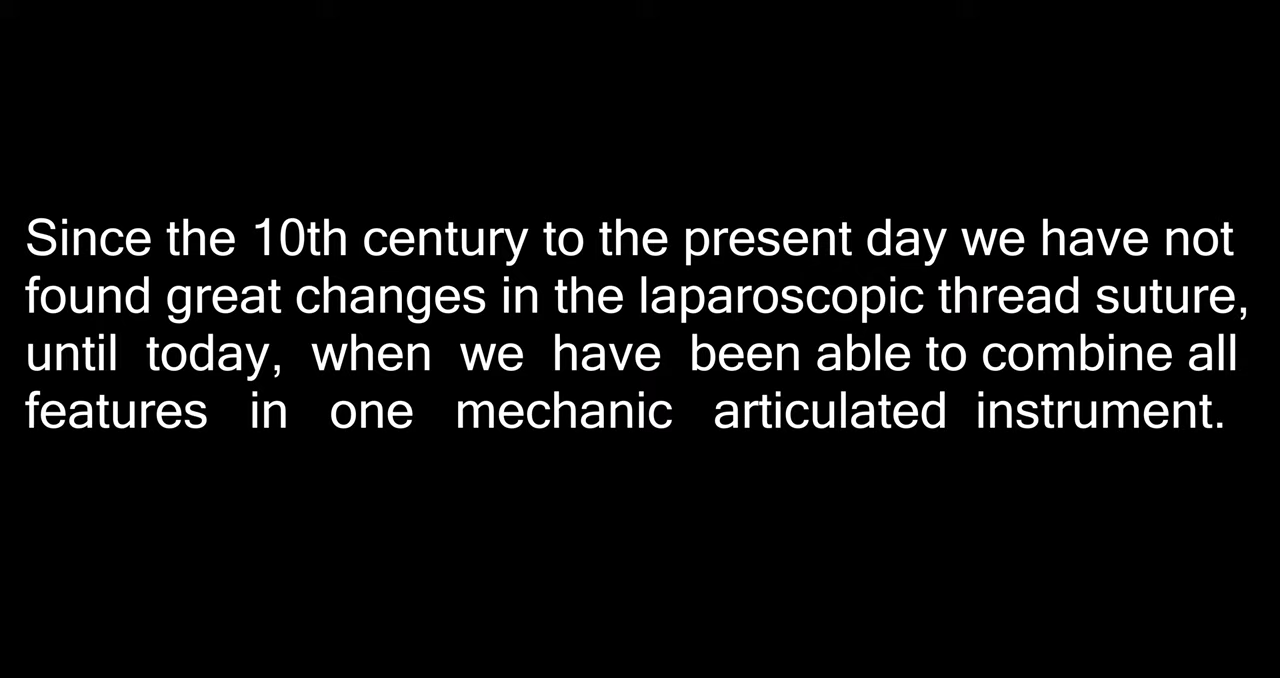 Since the 10th century to the present day we have not
found great changes in the laparoscopic thread suture,
until today, when we have been able to combine all
features in one mechanic articulated instrument.